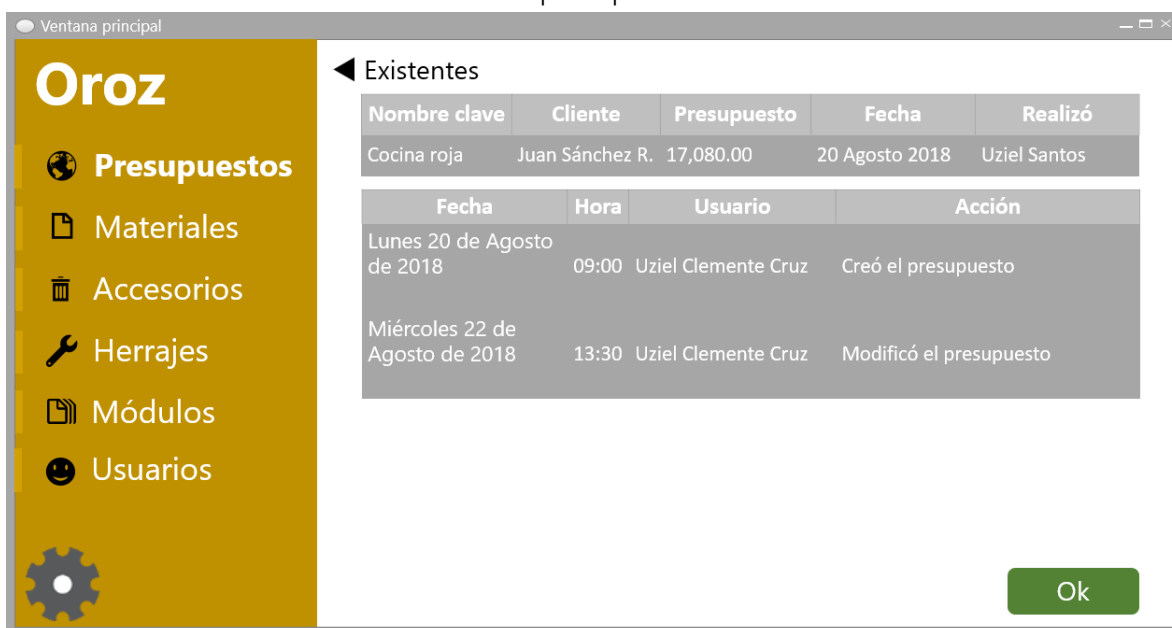 Ventana principal
Oroz
Presupuestos
Materiales
Accesorios
Herrajes
Módulos
Usuarios
Existentes
Nombre clave Cliente Presupuesto Fecha Realizó
Cocina roja Juan Sánchez R. 17,080.00 20 Agosto 2018 Uziel Santos
Fecha Hora Usuario Acción
Lunes 20 de Agosto
de 2018 09:00 Uziel Clemente Cruz Creó el presupuesto
Miércoles 22 de
Agosto de 2018 13:30 Uziel Clemente Cruz Modificó el presupuesto
Ok